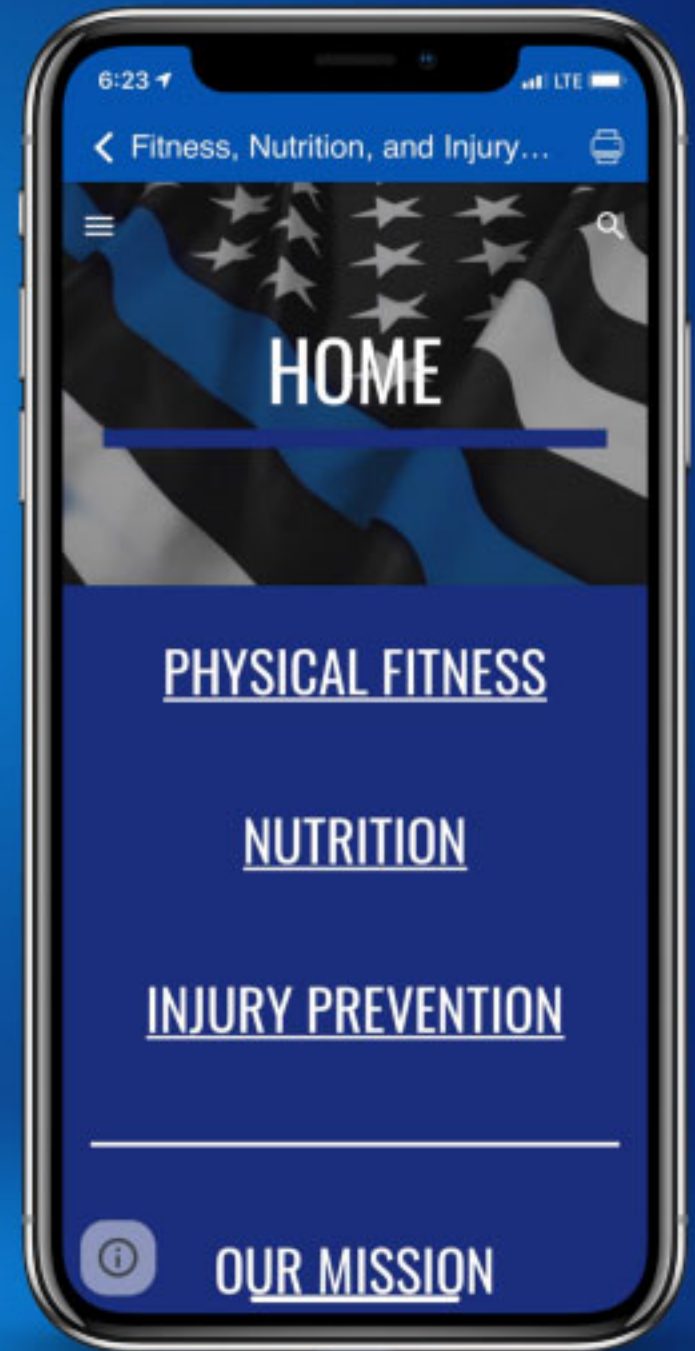 6:23
LTE
Fitness, Nutrition, and Injury...
HOME
PHYSICAL FITNESS
NUTRITION
INJURY PREVENTION
OUR MISSION